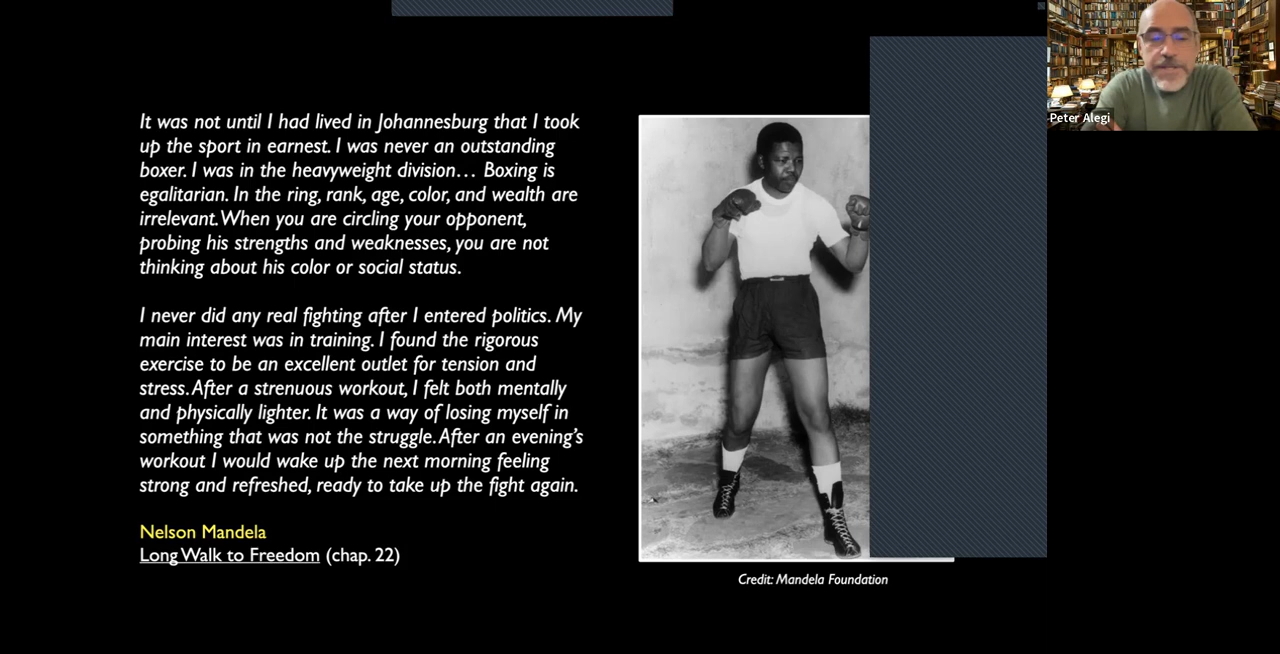 It was not until I had lived in Johannesburg that I took
up the sport in earnest. I was never an outstanding
boxer. I was in the heavyweight division… Boxing is
egalitarian. In the ring, rank, age, color, and wealth are
irrelevant. When you are circling your opponent,
probing his strengths and weaknesses, you are not
thinking about his color or social status.
I never did any real fighting after I entered politics. My
main interest was in training. I found the rigorous
exercise to be an excellent outlet for tension and
stress. After a strenuous workout, I felt both mentally
and physically lighter. It was a way of losing myself in
something that was not the struggle. After an evening’s
workout I would wake up the next morning feeling
strong and refreshed, ready to take up the fight again.
Nelson Mandela
Long Walk to Freedom (chap. 22)
Credit: Mandela Foundation
Peter Alegi